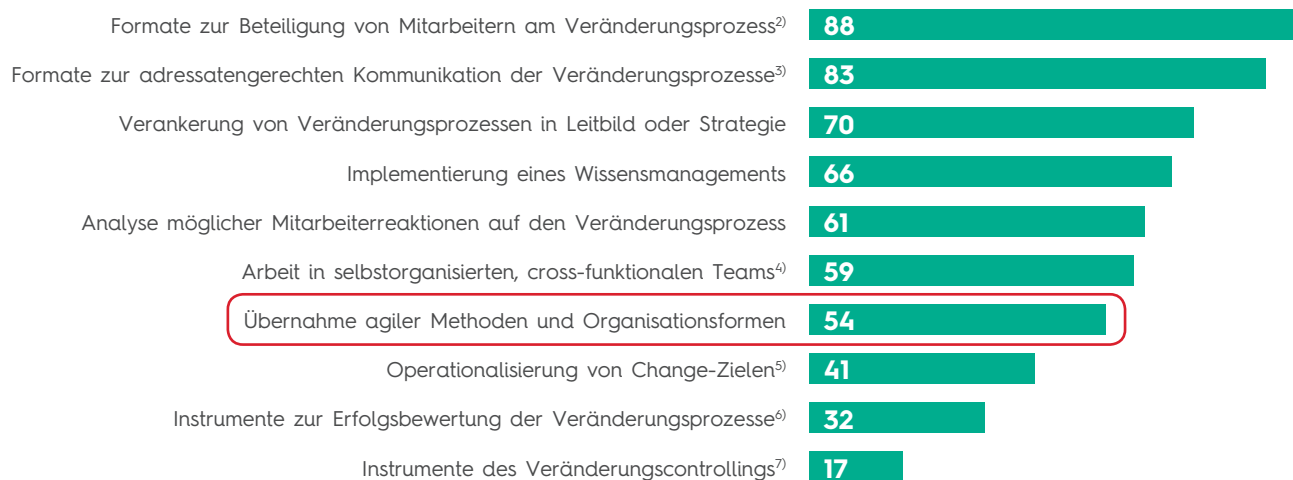 Formate zur Beteiligung von Mitarbeitern am Veränderungsprozess²⁾ 88
Formate zur adressatengerechten Kommunikation der Veränderungsprozesse³⁾ 83
Verankerung von Veränderungsprozessen in Leitbild oder Strategie 70
Implementierung eines Wissensmanagements 66
Analyse möglicher Mitarbeiterreaktionen auf den Veränderungsprozess 61
Arbeit in selbstorganisierten, cross-funktionalen Teams⁴⁾ 59
Übernahme agiler Methoden und Organisationsformen 54
Operationalisierung von Change-Zielen⁵⁾ 41
Instrumente zur Erfolgsbewertung der Veränderungsprozesse⁶⁾ 32
Instrumente des Veränderungscontrollings⁷⁾ 17